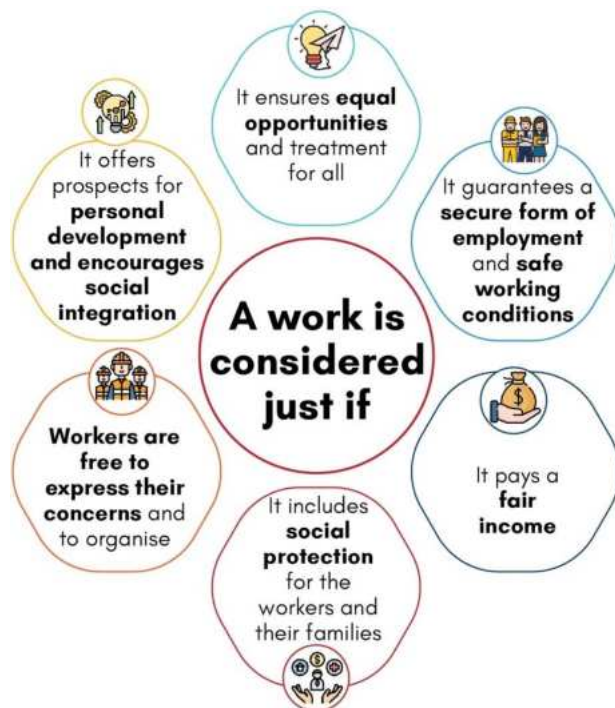 It ensures equal
opportunities
and treatment
for all
It guarantees a
secure form of
employment
and safe
working
conditions
It pays a
fair
income
It includes
social
protection
for the
workers and
their families
Workers are
free to
express their
concerns and
to organise
It offers
prospects for
personal
development
and encourages
social
integration
A work is
considered
just if